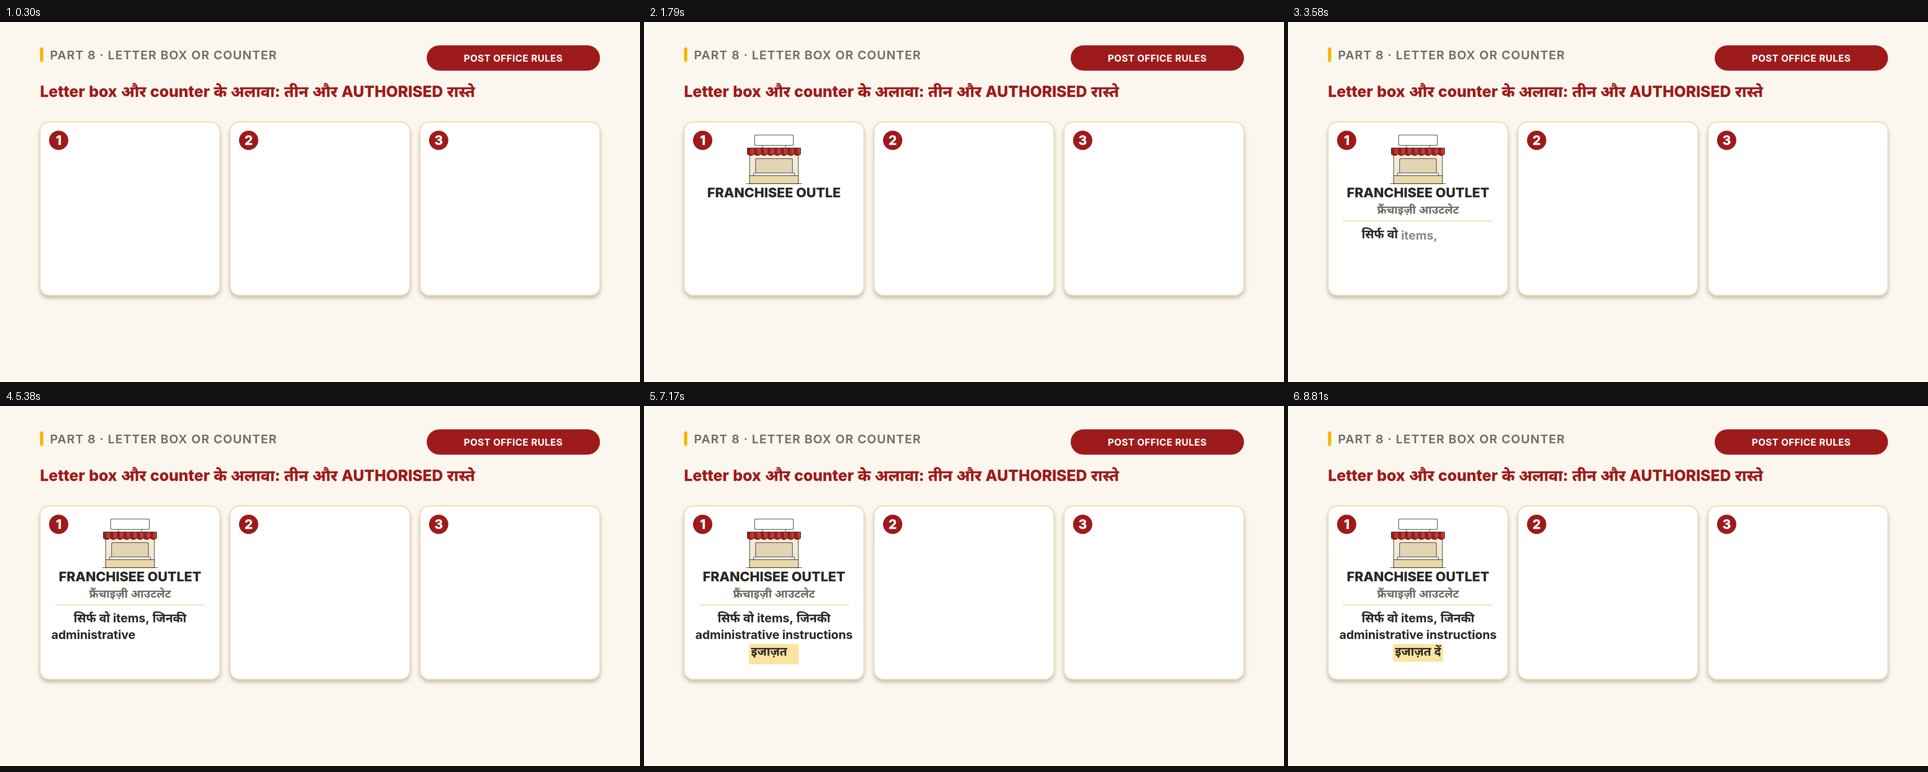 1. 0.30s
PART 8 · LETTER BOX OR COUNTER
POST OFFICE RULES
Letter box और counter के अलावा: तीन और AUTHORISED रास्ते
1
2
3
2. 1.79s
PART 8 · LETTER BOX OR COUNTER
POST OFFICE RULES
Letter box और counter के अलावा: तीन और AUTHORISED रास्ते
1
2
3
FRANCHISEE OUTLE
3. 3.58s
PART 8 · LETTER BOX OR COUNTER
POST OFFICE RULES
Letter box और counter के अलावा: तीन और AUTHORISED रास्ते
1
2
3
FRANCHISEE OUTLET
फ्रैंचाइज़ी आउटलेट
सिर्फ वो items,
4. 5.38s
PART 8 · LETTER BOX OR COUNTER
POST OFFICE RULES
Letter box और counter के अलावा: तीन और AUTHORISED रास्ते
1
2
3
FRANCHISEE OUTLET
फ्रैंचाइज़ी आउटलेट
सिर्फ वो items, जिनकी
administrative
5. 7.17s
PART 8 · LETTER BOX OR COUNTER
POST OFFICE RULES
Letter box और counter के अलावा: तीन और AUTHORISED रास्ते
1
2
3
FRANCHISEE OUTLET
फ्रैंचाइज़ी आउटलेट
सिर्फ वो items, जिनकी
administrative instructions
इजाज़त
6. 8.81s
PART 8 · LETTER BOX OR COUNTER
POST OFFICE RULES
Letter box और counter के अलावा: तीन और AUTHORISED रास्ते
1
2
3
FRANCHISEE OUTLET
फ्रैंचाइज़ी आउटलेट
सिर्फ वो items, जिनकी
administrative instructions
इजाज़त दें